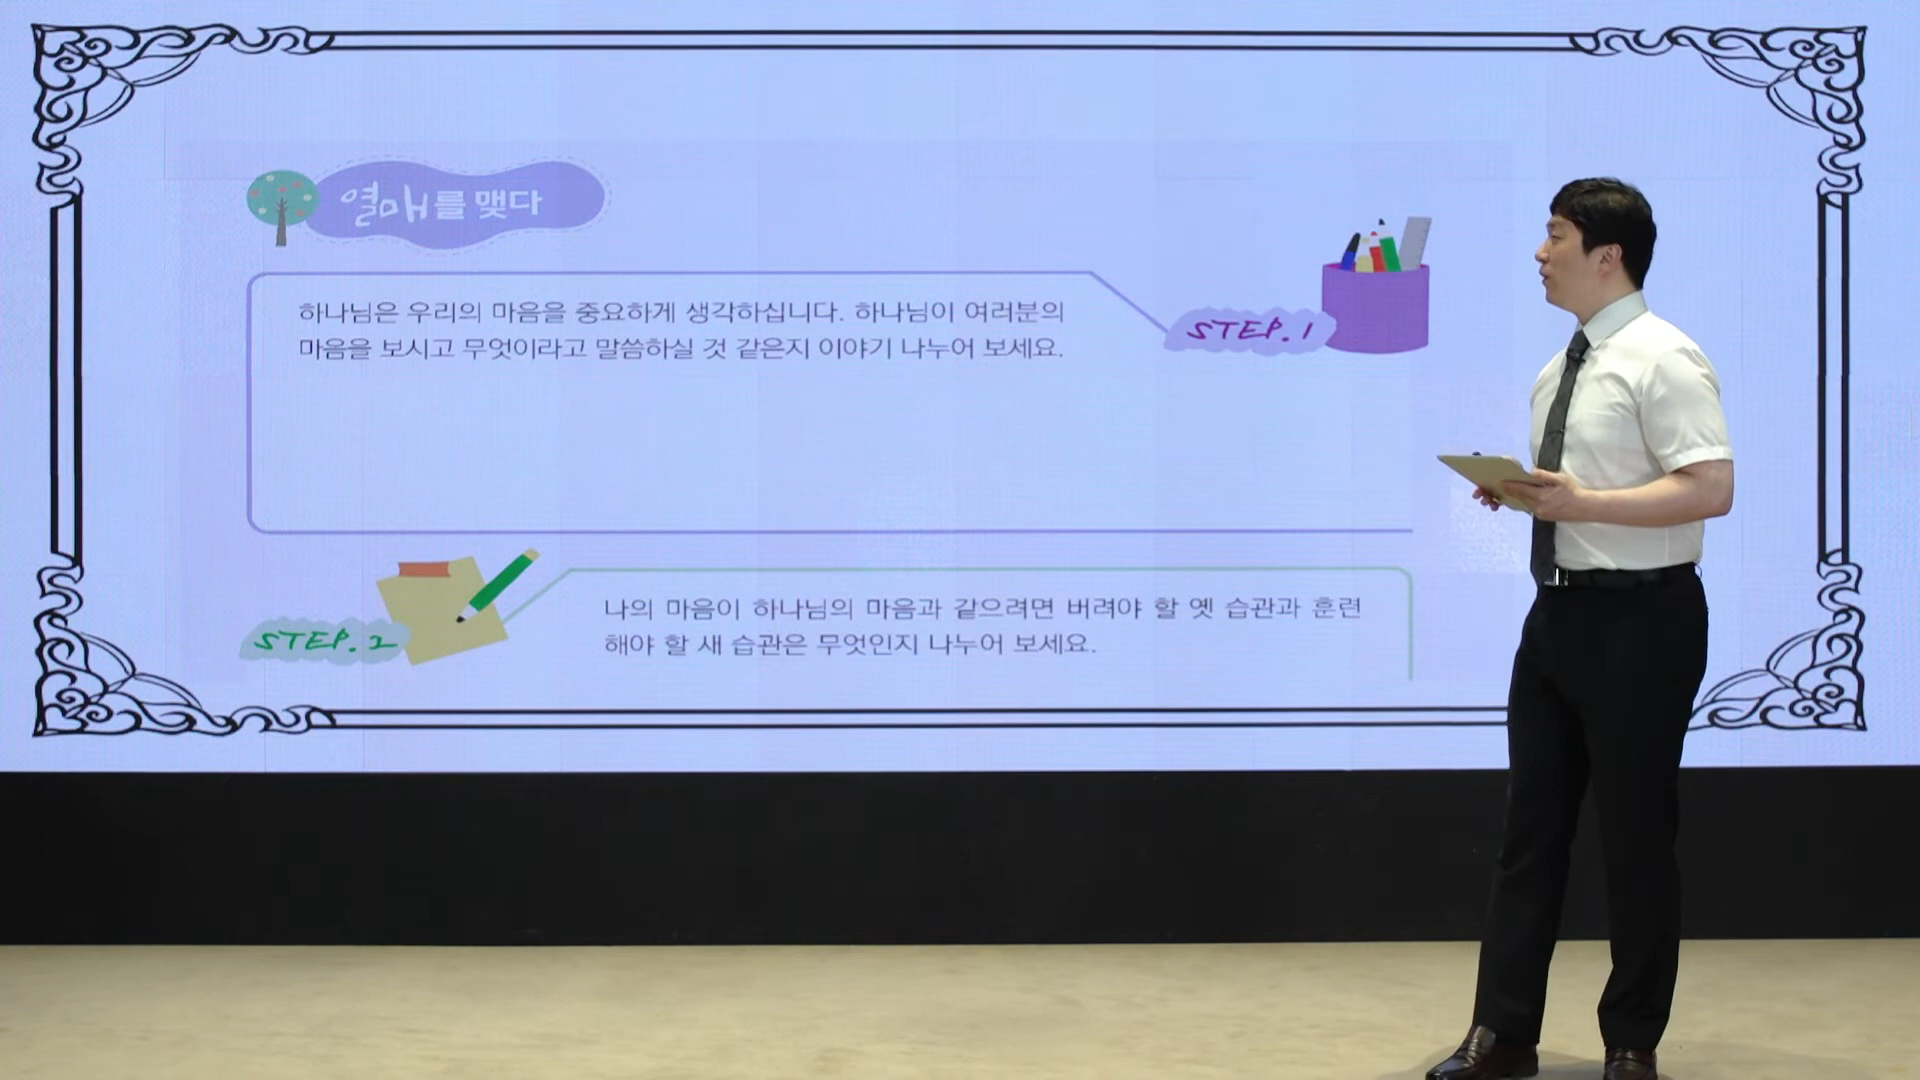 열매를 맺다
하나님은 우리의 마음을 중요하게 생각하십니다. 하나님이 여러분의
마음을 보시고 무엇이라고 말씀하실 것 같은지 이야기 나누어 보세요.
STEP.1
STEP.2
나의 마음이 하나님의 마음과 같으려면 버려야 할 옛 습관과 훈련
해야 할 새 습관은 무엇인지 나누어 보세요.